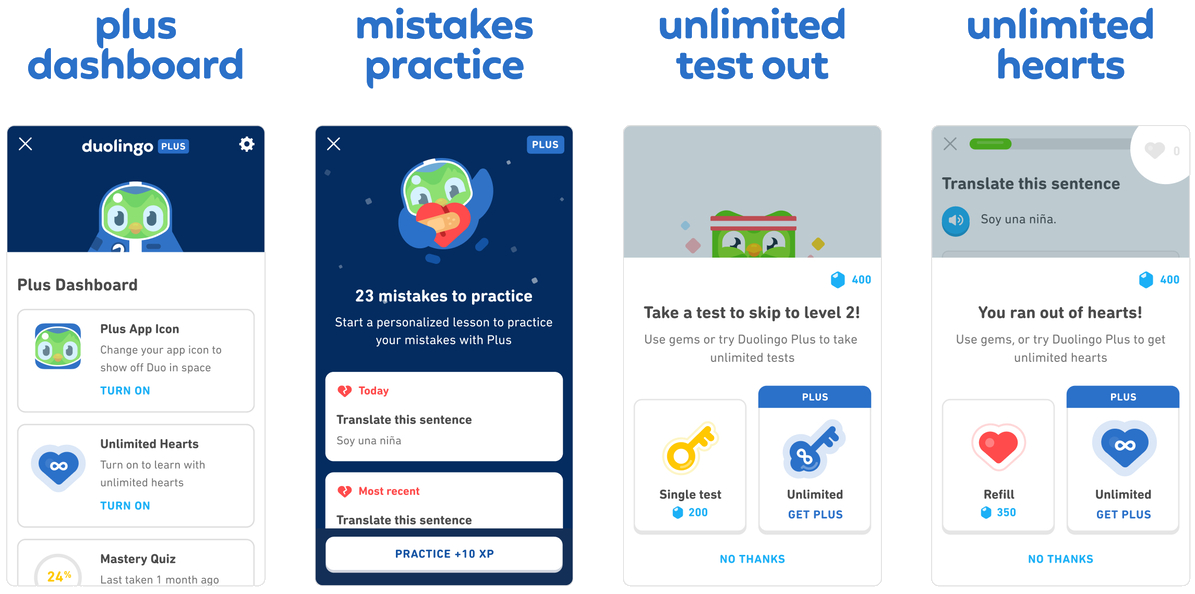 plus
dashboard
duolingo PLUS
Plus Dashboard
Plus App Icon
Change your app icon to
show off Duo in space
TURN ON
Unlimited Hearts
Turn on to learn with
unlimited hearts
TURN ON
24%
Mastery Quiz
Last taken 1 month ago
mistakes
practice
PLUS
23 mistakes to practice
Start a personalized lesson to practice
your mistakes with Plus
Today
Translate this sentence
Soy una niña
Most recent
Translate this sentence
PRACTICE +10 XP
unlimited
test out
400
Take a test to skip to level 2!
Use gems or try Duolingo Plus to take
unlimited tests
Single test
200
PLUS
Unlimited
GET PLUS
NO THANKS
unlimited
hearts
0
Translate this sentence
Soy una niña.
400
You ran out of hearts!
Use gems, or try Duolingo Plus to get
unlimited hearts
Refill
350
PLUS
Unlimited
GET PLUS
NO THANKS